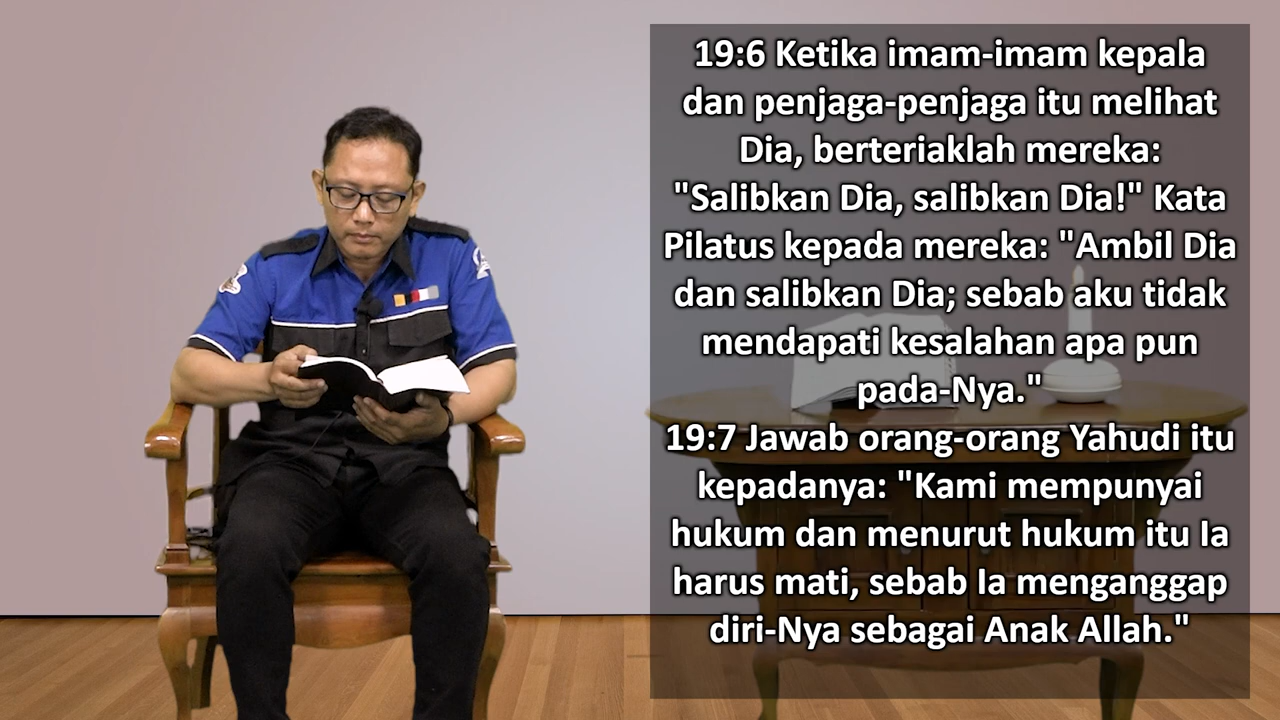 19:6 Ketika imam-imam kepala
dan penjaga-penjaga itu melihat
Dia, berteriaklah mereka:
"Salibkan Dia, salibkan Dia!" Kata
Pilatus kepada mereka: "Ambil Dia
dan salibkan Dia; sebab aku tidak
mendapati kesalahan apa pun
pada-Nya."
19:7 Jawab orang-orang Yahudi itu
kepadanya: "Kami mempunyai
hukum dan menurut hukum itu Ia
harus mati, sebab Ia menganggap
diri-Nya sebagai Anak Allah."